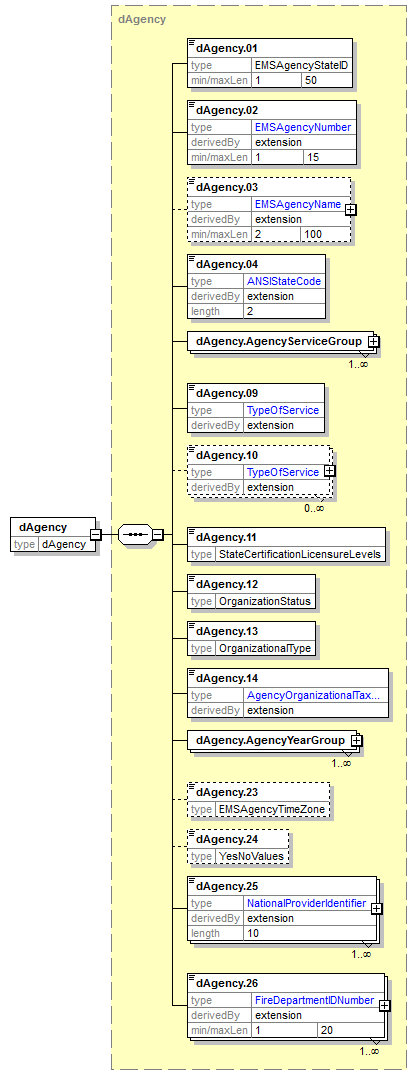 dAgency
dAgency.01
type EMSAgencyStateID
min/maxLen 1 50
dAgency.02
type EMSAgencyNumber
derivedBy extension
min/maxLen 1 15
dAgency.03
type EMSAgencyName
derivedBy extension
min/maxLen 2 100
dAgency.04
type ANSIStateCode
derivedBy extension
length 2
dAgency.AgencyServiceGroup
1..∞
dAgency.09
type TypeOfService
derivedBy extension
dAgency.10
type TypeOfService
derivedBy extension
0..∞
dAgency
type dAgency
dAgency.11
type StateCertificationLicensureLevels
dAgency.12
type OrganizationStatus
dAgency.13
type OrganizationalType
dAgency.14
type AgencyOrganizationalTax...
derivedBy extension
dAgency.AgencyYearGroup
1..∞
dAgency.23
type EMSAgencyTimeZone
dAgency.24
type YesNoValues
dAgency.25
type NationalProviderIdentifier
derivedBy extension
length 10
1..∞
dAgency.26
type FireDepartmentIDNumber
derivedBy extension
min/maxLen 1 20
1..∞